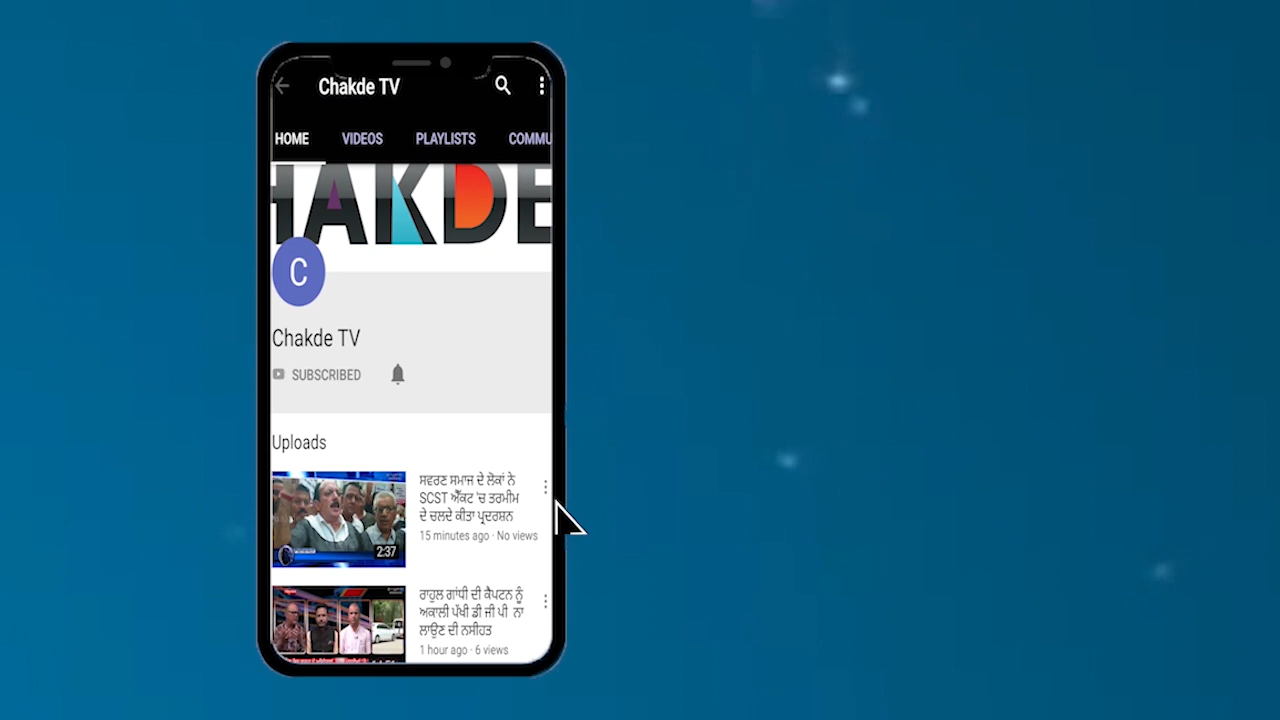 Chakde TV
HOME VIDEOS PLAYLISTS COMMU
HAKDE
C
Chakde TV
SUBSCRIBED
Uploads
ਸਵਰਣ ਸਮਾਜ ਦੇ ਲੋਕਾਂ ਨੇ
SCST ਐੱਕਟ 'ਚ ਤਰਮੀਮ
ਦੇ ਚਲਦੇ ਕੀਤਾ ਪ੍ਰਦਰਸ਼ਨ
15 minutes ago · No views
2:37
ਰਾਹੁਲ ਗਾਂਧੀ ਦੀ ਕੈਪਟਨ ਨੂੰ
ਅਕਾਲੀ ਪੱਖੀ ਡੀ ਜੀ ਪੀ ਨਾ
ਲਾਉਣ ਦੀ ਨਸੀਹਤ
1 hour ago · 6 views